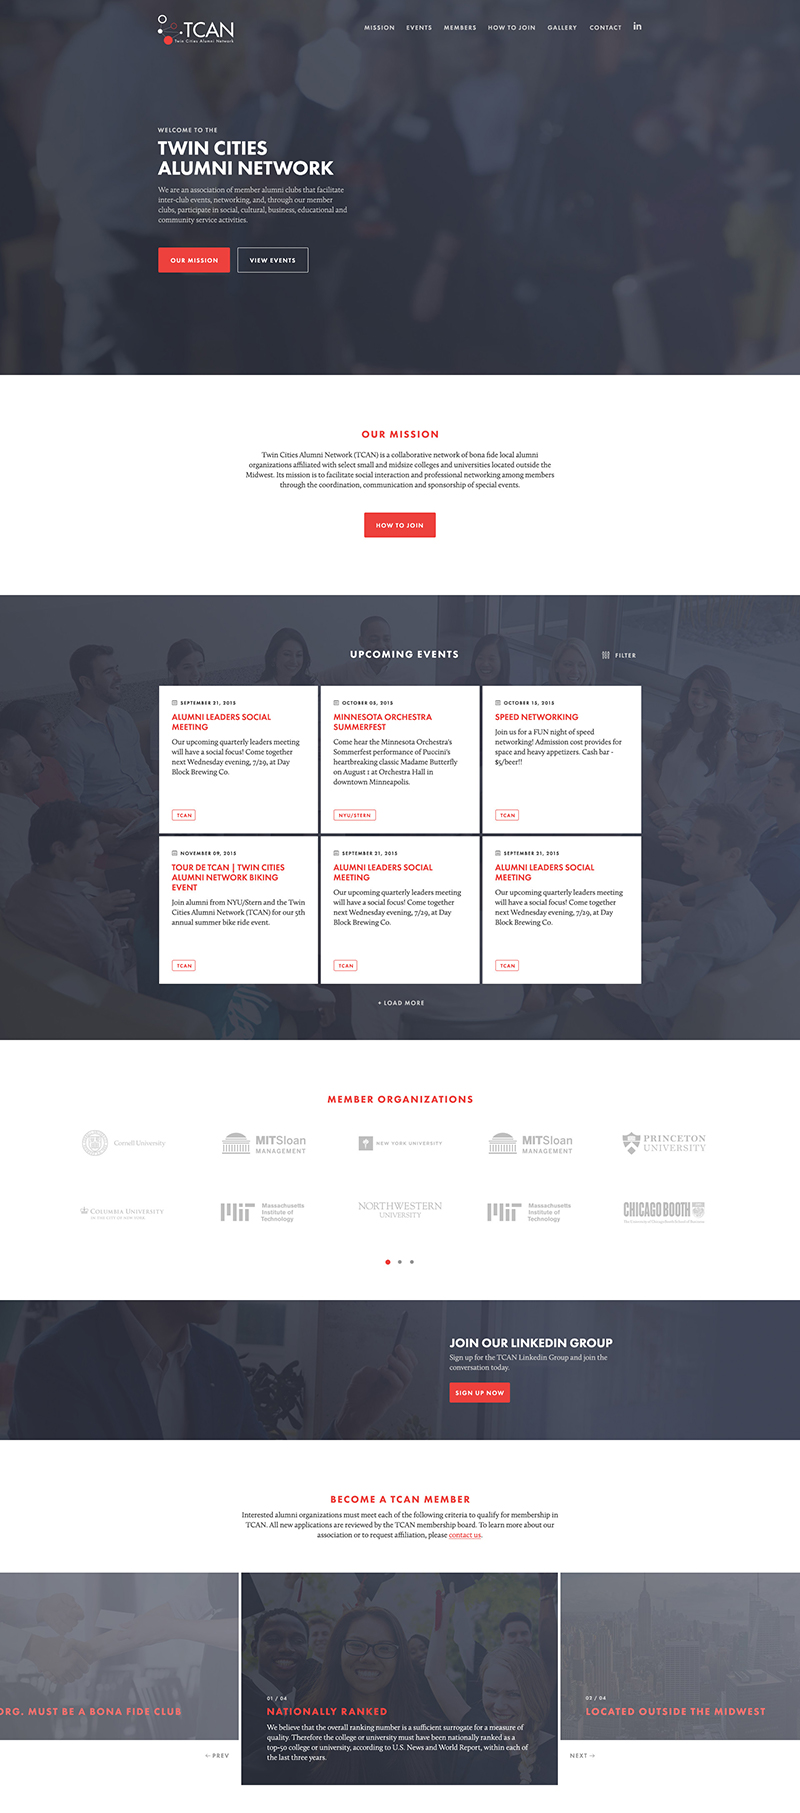 TCAN
Twin Cities Alumni Network
MISSION EVENTS MEMBERS HOW TO JOIN GALLERY CONTACT in
WELCOME TO THE
TWIN CITIES
ALUMNI NETWORK
We are an association of member alumni clubs that facilitate
inter-club events, networking, and, through our member
clubs, participate in social, cultural, business, educational and
community service activities.
OUR MISSION VIEW EVENTS
OUR MISSION
Twin Cities Alumni Network (TCAN) is a collaborative network of bona fide local alumni
organizations affiliated with select small and midsize colleges and universities located outside the
Midwest. Its mission is to facilitate social interaction and professional networking among members
through the coordination, communication and sponsorship of special events.
HOW TO JOIN
UPCOMING EVENTS
FILTER
SEPTEMBER 21, 2015
ALUMNI LEADERS SOCIAL
MEETING
Our upcoming quarterly leaders meeting
will have a social focus! Come together
next Wednesday evening, 7/29, at Day
Block Brewing Co.
TCAN
OCTOBER 05, 2015
MINNESOTA ORCHESTRA
SUMMERFEST
Come hear the Minnesota Orchestra's
Sommerfest performance of Puccini's
heartbreaking classic Madame Butterfly
on August 1 at Orchestra Hall in
downtown Minneapolis.
NYU/STERN
OCTOBER 15, 2015
SPEED NETWORKING
Join us for a FUN night of speed
networking! Admission cost provides for
space and heavy appetizers. Cash bar -
$5/beer!!
TCAN
NOVEMBER 09, 2015
TOUR DE TCAN | TWIN CITIES
ALUMNI NETWORK BIKING
EVENT
Join alumni from NYU/Stern and the Twin
Cities Alumni Network (TCAN) for our 5th
annual summer bike ride event.
TCAN
SEPTEMBER 21, 2015
ALUMNI LEADERS SOCIAL
MEETING
Our upcoming quarterly leaders meeting
will have a social focus! Come together
next Wednesday evening, 7/29, at Day
Block Brewing Co.
TCAN
SEPTEMBER 21, 2015
ALUMNI LEADERS SOCIAL
MEETING
Our upcoming quarterly leaders meeting
will have a social focus! Come together
next Wednesday evening, 7/29, at Day
Block Brewing Co.
TCAN
+ LOAD MORE
MEMBER ORGANIZATIONS
Cornell University
MITSloan
MANAGEMENT
NEW YORK UNIVERSITY
MITSloan
MANAGEMENT
PRINCETON
UNIVERSITY
COLUMBIA UNIVERSITY
IN THE CITY OF NEW YORK
MIT
Massachusetts
Institute of
Technology
NORTHWESTERN
UNIVERSITY
MIT
Massachusetts
Institute of
Technology
CHICAGO BOOTH
The University of Chicago Booth School of Business
JOIN OUR LINKEDIN GROUP
Sign up for the TCAN Linkedin Group and join the
conversation today.
SIGN UP NOW
BECOME A TCAN MEMBER
Interested alumni organizations must meet each of the following criteria to qualify for membership in
TCAN. All new applications are reviewed by the TCAN membership board. To learn more about our
association or to request affiliation, please contact us.
ORG. MUST BE A BONA FIDE CLUB
← PREV
01 / 04
NATIONALLY RANKED
We believe that the overall ranking number is a sufficient surrogate for a measure of
quality. Therefore the college or university must have been nationally ranked as a
top-50 college or university, according to U.S. News and World Report, within each of
the last three years.
03 / 04
LOCATED OUTSIDE THE MIDWEST
NEXT →